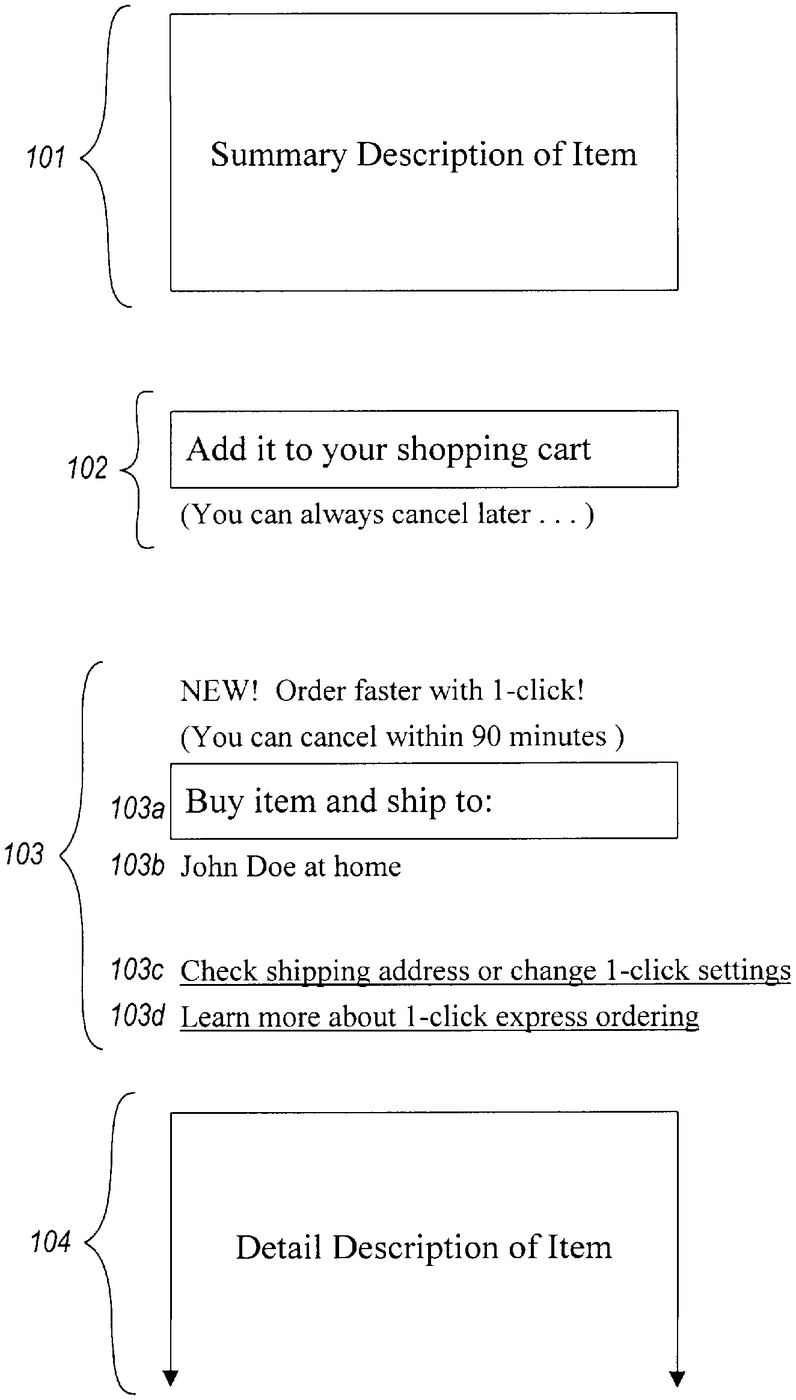 101 Summary Description of Item
102 Add it to your shopping cart
(You can always cancel later . . . )
NEW! Order faster with 1-click!
(You can cancel within 90 minutes )
103a Buy item and ship to:
103
103b John Doe at home
103c Check shipping address or change 1-click settings
103d Learn more about 1-click express ordering
104 Detail Description of Item